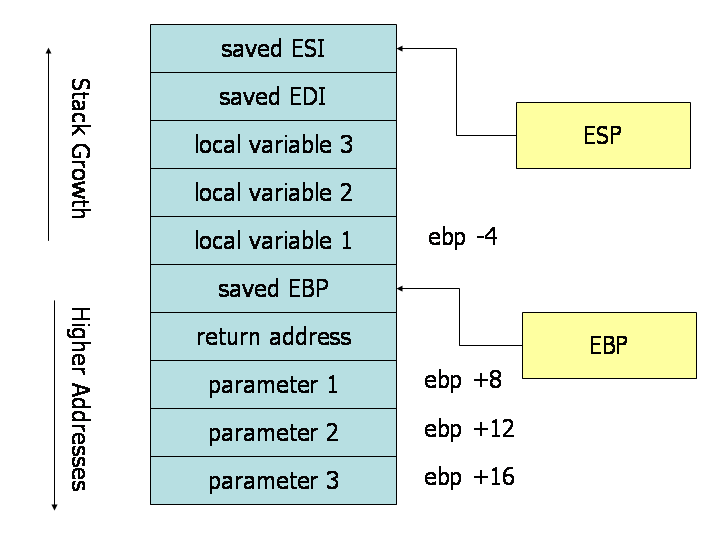 saved ESI
saved EDI
local variable 3
local variable 2
local variable 1
saved EBP
return address
parameter 1
parameter 2
parameter 3
Stack Growth
Higher Addresses
ebp -4
ebp +8
ebp +12
ebp +16
ESP
EBP